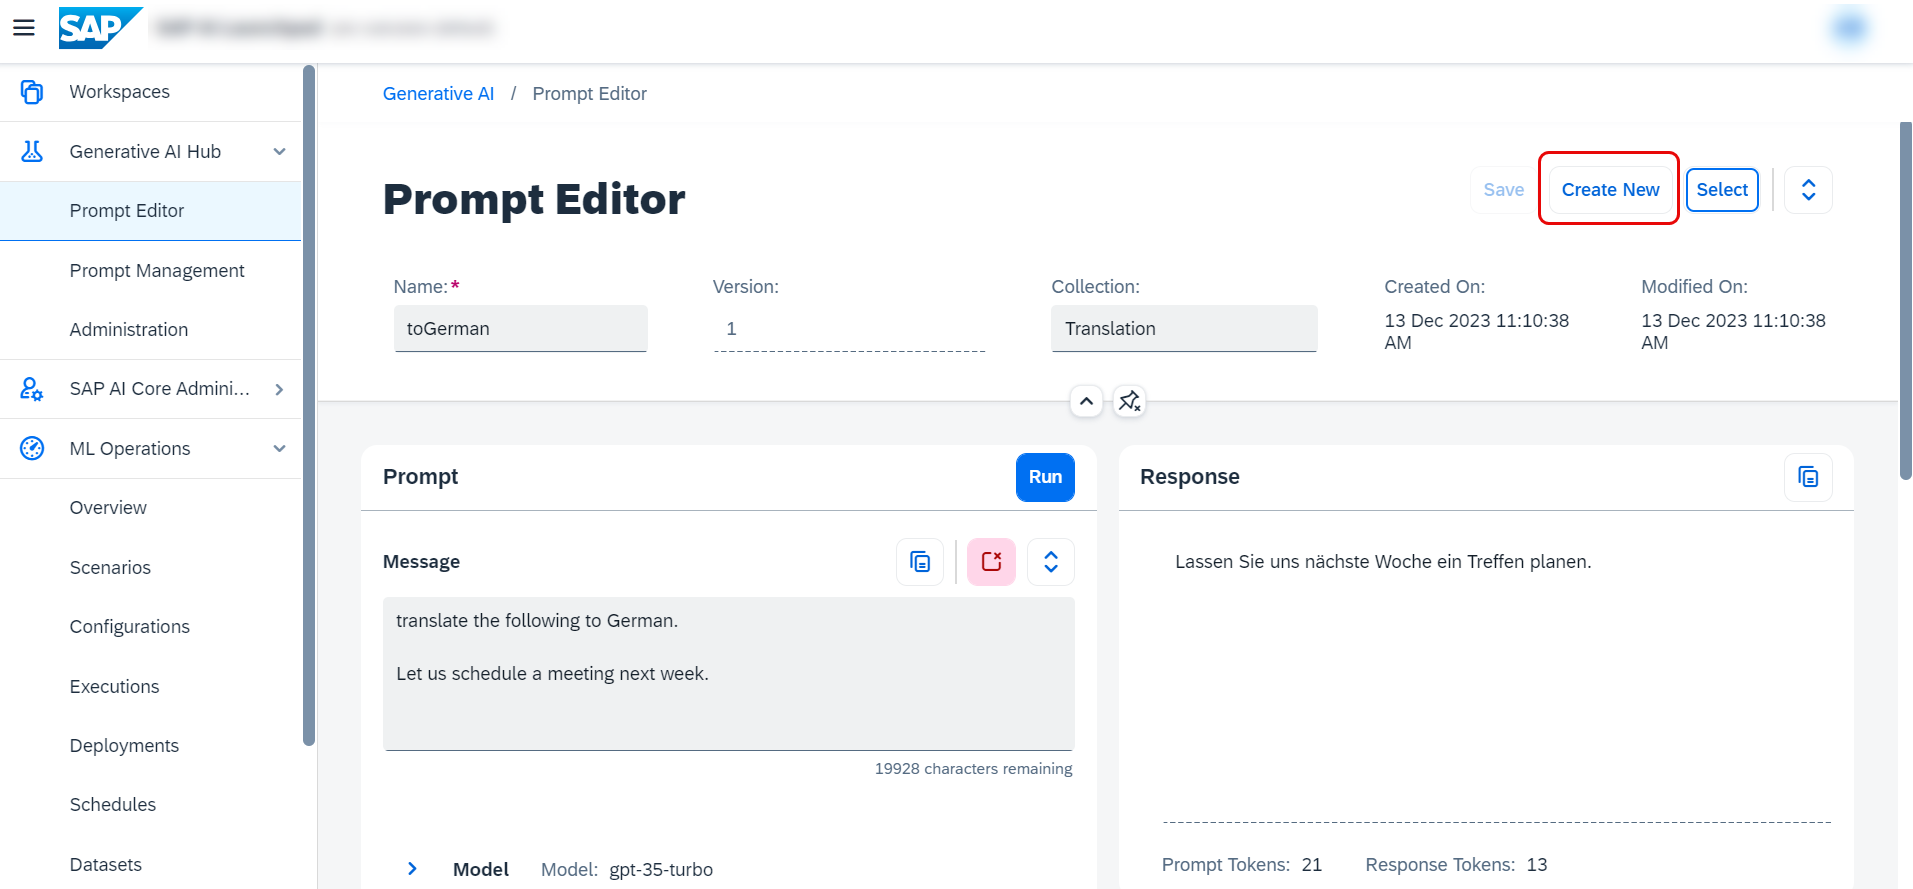 SAP
Workspaces
Generative AI Hub
Prompt Editor
Prompt Management
Administration
SAP AI Core Admini...
ML Operations
Overview
Scenarios
Configurations
Executions
Deployments
Schedules
Datasets
Generative AI / Prompt Editor
Prompt Editor
Save
Create New
Select
Name:*
toGerman
Version:
1
Collection:
Translation
Created On:
13 Dec 2023 11:10:38
AM
Modified On:
13 Dec 2023 11:10:38
AM
Prompt
Run
Message
translate the following to German.
Let us schedule a meeting next week.
19928 characters remaining
Model Model: gpt-35-turbo
Response
Lassen Sie uns nächste Woche ein Treffen planen.
Prompt Tokens: 21 Response Tokens: 13